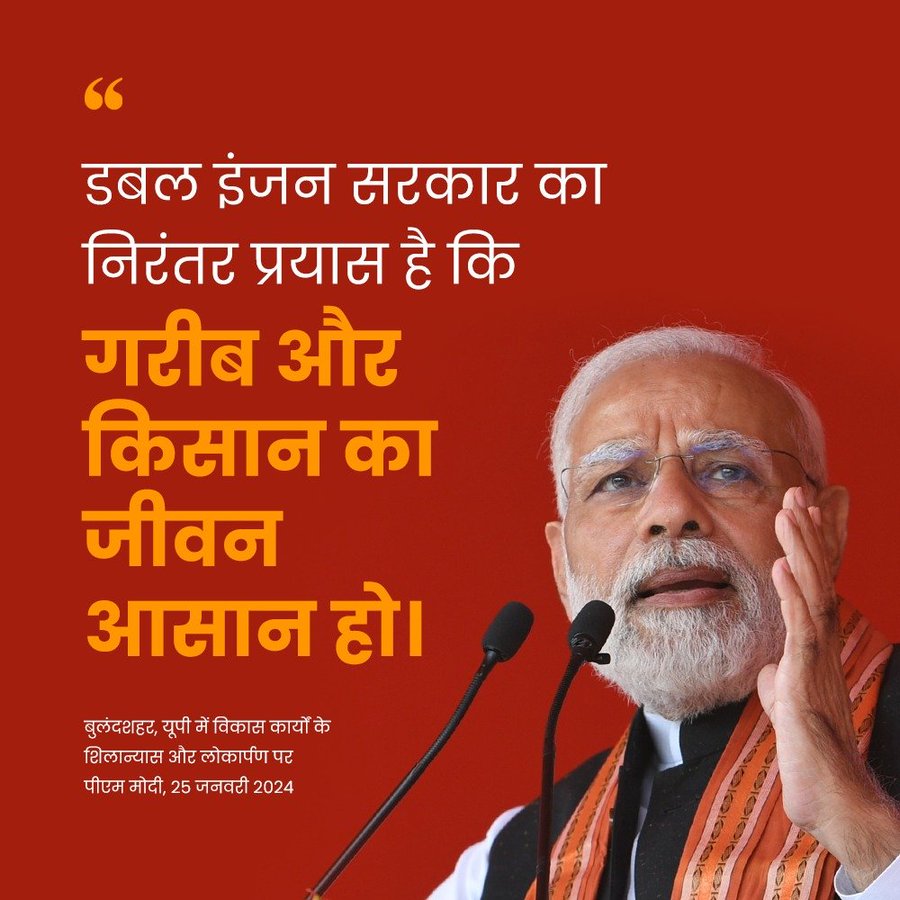 “
डबल इंजन सरकार का
निरंतर प्रयास है कि
गरीब और
किसान का
जीवन
आसान हो।
बुलंदशहर, यूपी में विकास कार्यों के
शिलान्यास और लोकार्पण पर
पीएम मोदी, 25 जनवरी 2024